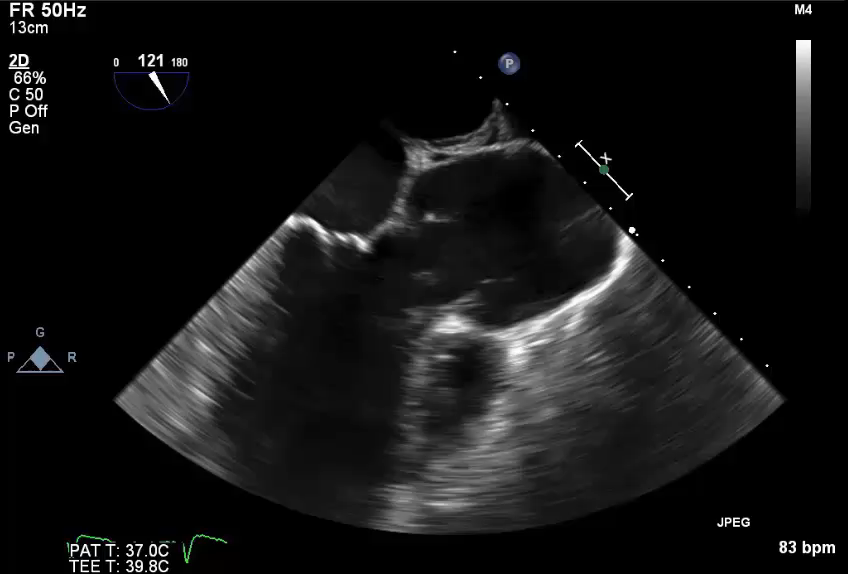 FR 50Hz
13cm
M4
2D
66%
C 50
P Off
Gen
0 121 180
P
G
P R
JPEG
83 bpm
PAT T: 37.0C
TEE T: 39.8C